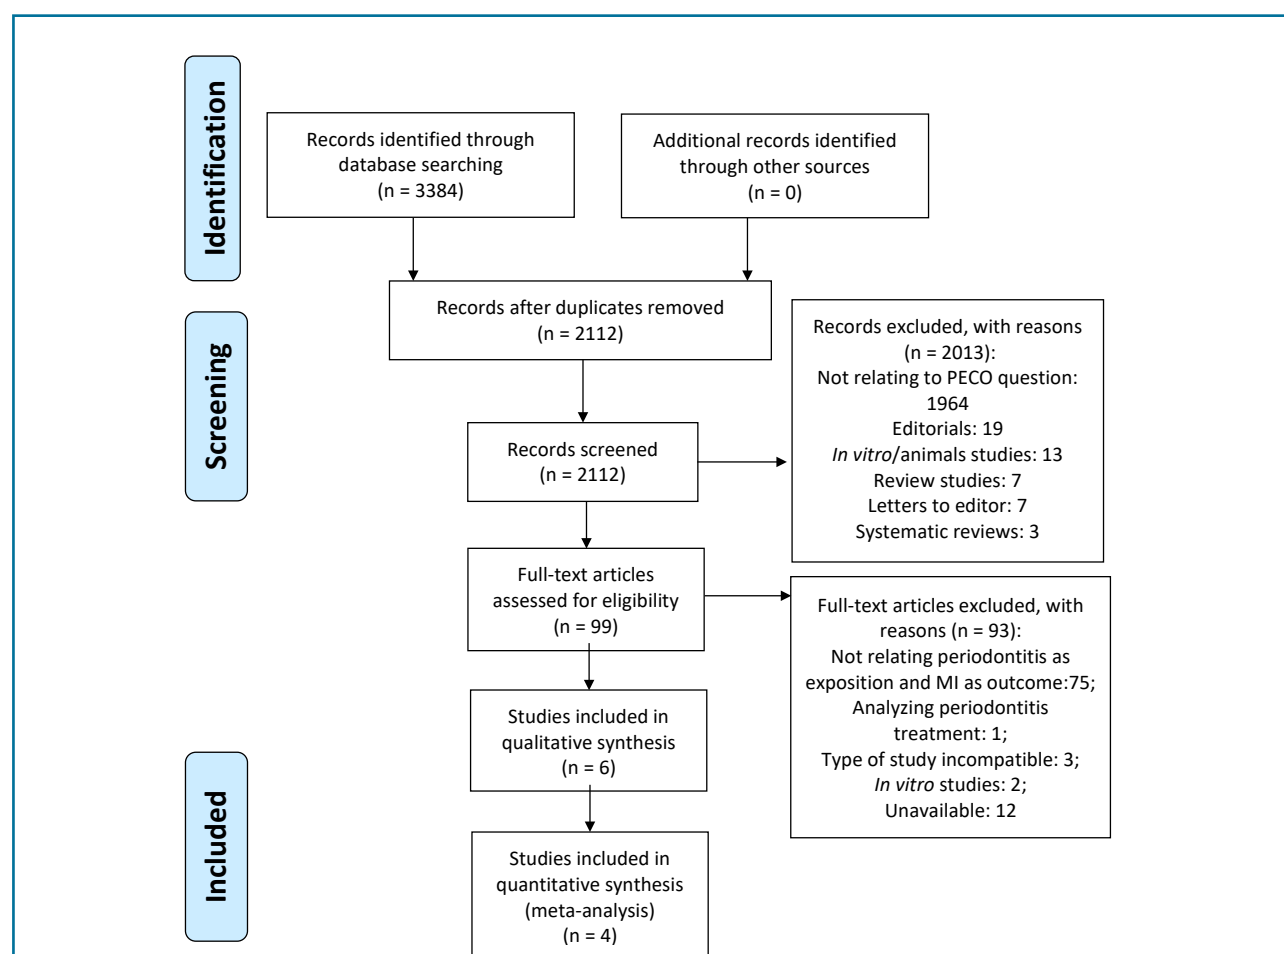 Identification
Records identified through
database searching
(n = 3384)
Additional records identified
through other sources
(n = 0)
Screening
Records after duplicates removed
(n = 2112)
Records screened
(n = 2112)
Records excluded, with reasons
(n = 2013):
Not relating to PECO question:
1964
Editorials: 19
In vitro/animals studies: 13
Review studies: 7
Letters to editor: 7
Systematic reviews: 3
Full-text articles
assessed for eligibility
(n = 99)
Full-text articles excluded, with
reasons (n = 93):
Not relating periodontitis as
exposition and MI as outcome:75;
Analyzing periodontitis
treatment: 1;
Type of study incompatible: 3;
In vitro studies: 2;
Unavailable: 12
Included
Studies included in
qualitative synthesis
(n = 6)
Studies included in
quantitative synthesis
(meta-analysis)
(n = 4)